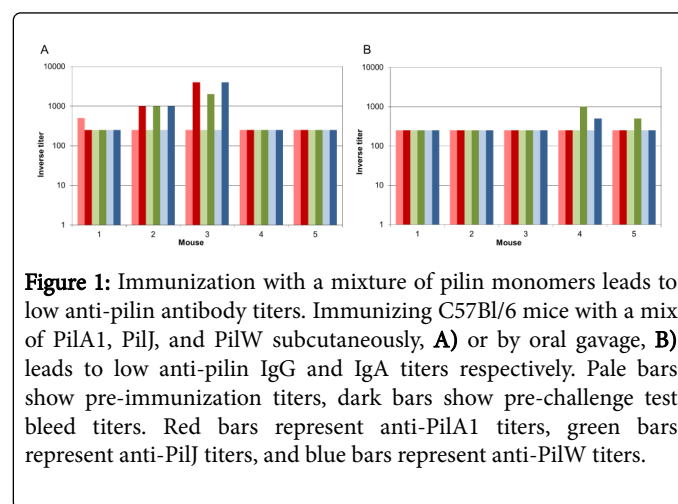 A
10000
1000
100
10
1
Inverse titer
1 2 3 4 5
Mouse
B
10000
1000
100
10
1
Inverse titer
1 2 3 4 5
Mouse
Figure 1: Immunization with a mixture of pilin monomers leads to
low anti-pilin antibody titers. Immunizing C57Bl/6 mice with a mix
of PilA1, PilJ, and PilW subcutaneously, A) or by oral gavage, B)
leads to low anti-pilin IgG and IgA titers respectively. Pale bars
show pre-immunization titers, dark bars show pre-challenge test
bleed titers. Red bars represent anti-PilA1 titers, green bars
represent anti-PilJ titers, and blue bars represent anti-PilW titers.